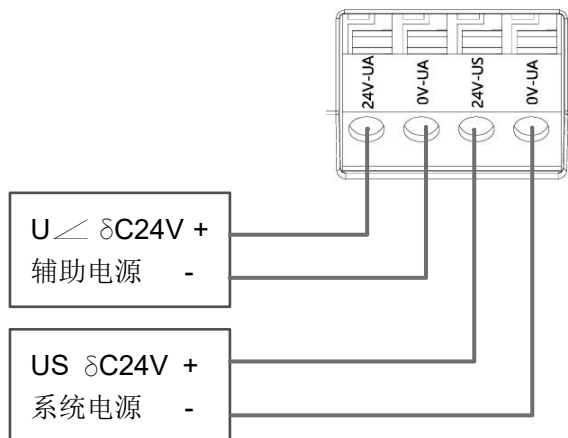 24V-UA
0V-UA
24V-US
0V-UA
U∠ δC24V +
辅助电源 -
US δC24V +
系统电源 -